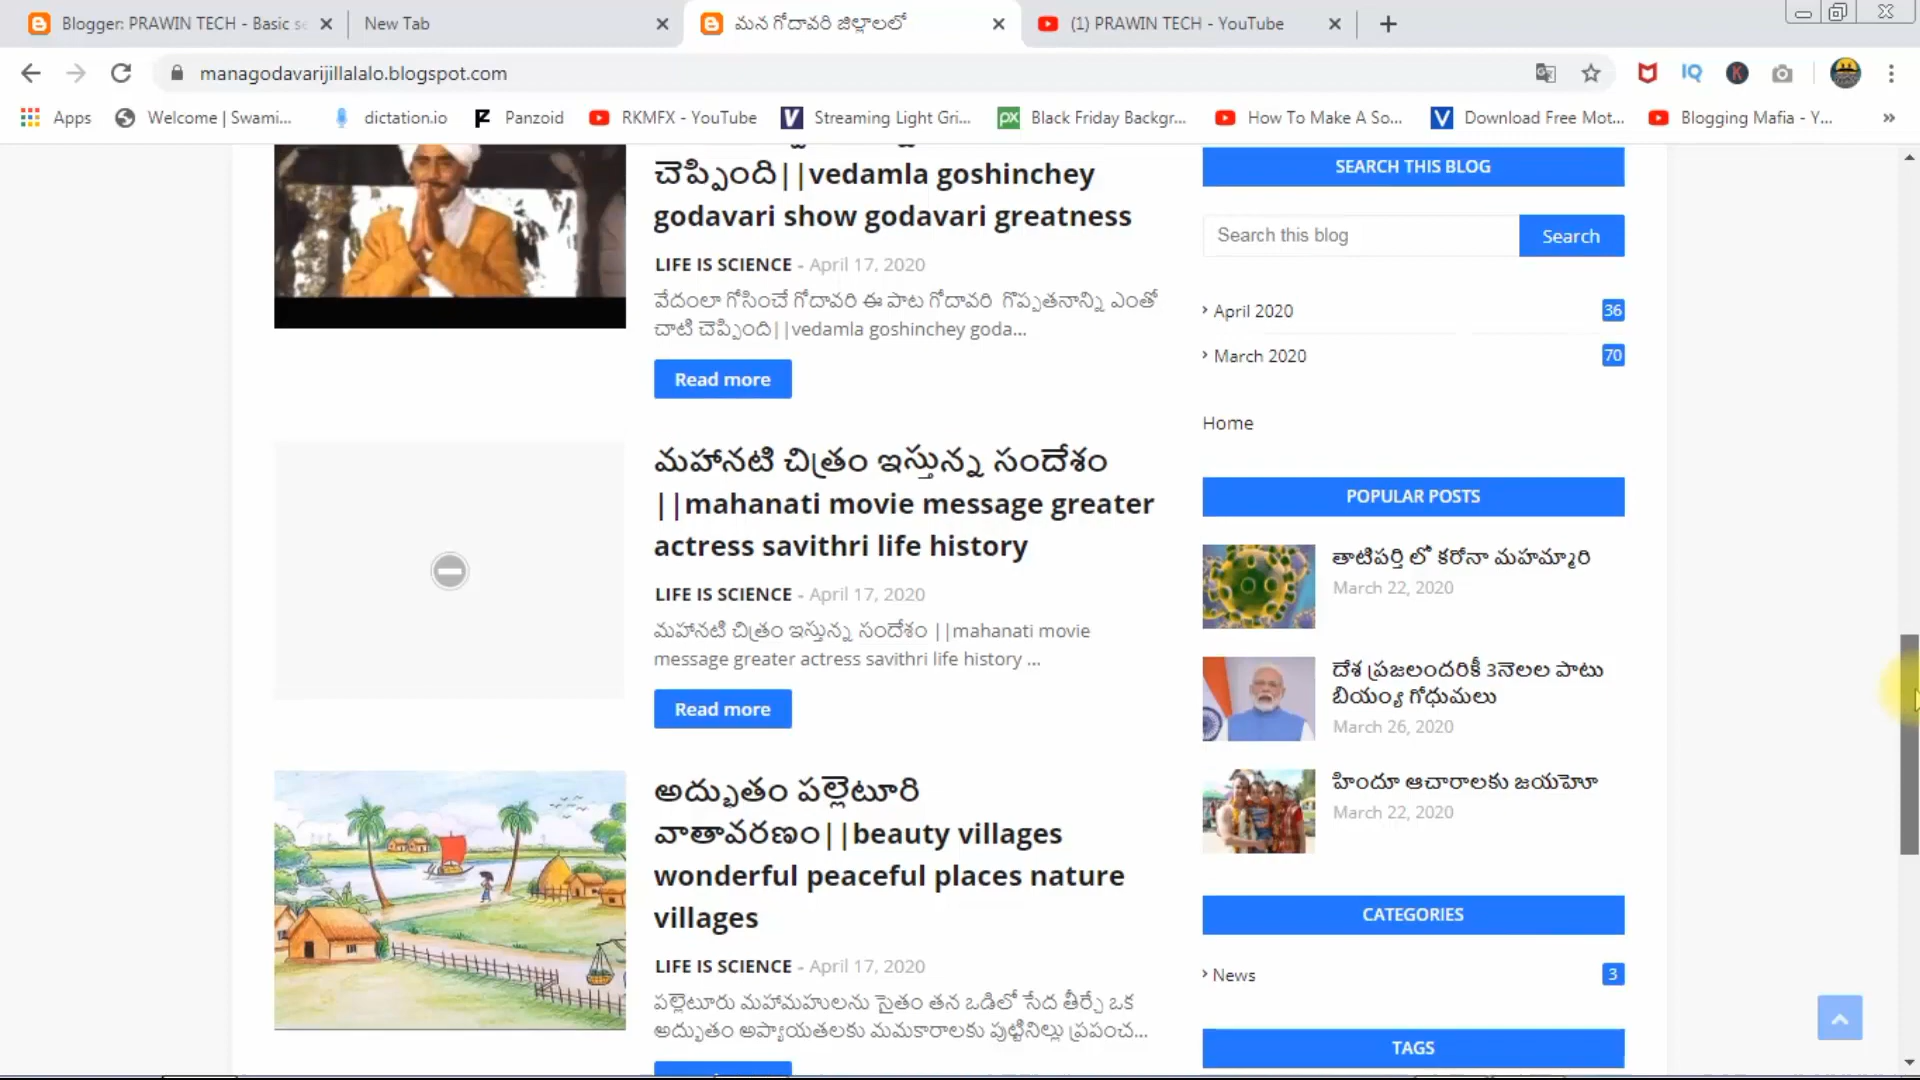 Blogger: PRAWIN TECH - Basic se
New Tab
మన గోదావరి జిల్లాలలో
(1) PRAWIN TECH - YouTube
managodavarijillalalo.blogspot.com
Apps
Welcome | Swami...
dictation.io
Panzoid
RKMFX - YouTube
Streaming Light Gri...
Black Friday Backgr...
How To Make A So...
Download Free Mot...
Blogging Mafia - Y...
చెప్పింది||vedamla goshinchey
godavari show godavari greatness
LIFE IS SCIENCE - April 17, 2020
వేదంలా గోసించే గోదావరి ఈ పాట గోదావరి గొప్పతనాన్ని ఎంతో
చాటి చెప్పింది||vedamla goshinchey goda...
Read more
మహానటి చిత్రం ఇస్తున్న సందేశం
||mahanati movie message greater
actress savithri life history
LIFE IS SCIENCE - April 17, 2020
మహానటి చిత్రం ఇస్తున్న సందేశం ||mahanati movie
message greater actress savithri life history ...
Read more
అద్భుతం పల్లెటూరి
వాతావరణం||beauty villages
wonderful peaceful places nature
villages
LIFE IS SCIENCE - April 17, 2020
పల్లెటూరు మహామహులను సైతం తన ఒడిలో సేద తీర్చే ఒక
అద్భుతం అప్యాయతలకు మమకారాలకు పుట్టినిల్లు ప్రపంచ...
SEARCH THIS BLOG
Search this blog
Search
April 2020 36
March 2020 70
Home
POPULAR POSTS
తాటిపర్తి లో కరోనా మహమ్మారి
March 22, 2020
దేశ ప్రజలందరికీ 3నెలల పాటు
బియ్యం గోధుమలు
March 26, 2020
హిందూ ఆచారాలకు జయహెూ
March 22, 2020
CATEGORIES
News 3
TAGS